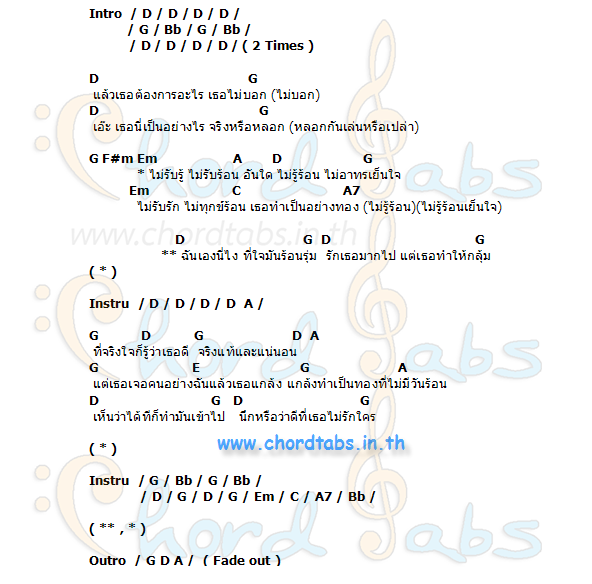 Intro / D / D / D / D /
/ G / Bb / G / Bb /
/ D / D / D / D / ( 2 Times )
D G
แล้วเธอต้องการอะไร เธอไม่บอก (ไม่บอก)
D G
เอ๊ะ เธอนี่เป็นอย่างไร จริงหรือหลอก (หลอกกันเล่นหรือเปล่า)
G F#m Em A D G
* ไม่รับรู้ ไม่รับร้อน อันใด ไม่รู้ร้อน ไม่อาทรเย็นใจ
Em C A7
ไม่รับรัก ไม่ทุกข์ร้อน เธอทำเป็นอย่างทอง (ไม่รู้ร้อน)(ไม่รู้ร้อนเย็นใจ)
www.chordtabs.in.th
D G D G
** ฉันเองนี่ไง ที่ใจมันร้อนรุ่ม รักเธอมากไป แต่เธอทำให้กลุ้ม
( * )
Instru / D / D / D / D A /
G D G D A
ที่จริงใจก็รู้ว่าเธอดี จริงแท้และแน่นอน
G E G A
แต่เธอเจอคนอย่างฉันแล้วเธอแกล้ง แกล้งทำเป็นทองที่ไม่มีวันร้อน
D G D G
เห็นว่าได้ทีก็ทำมันเข้าไป นึกหรือว่าดีที่เธอไม่รักใคร
www.chordtabs.in.th
( * )
Instru / G / Bb / G / Bb /
/ D / G / D / G / Em / C / A7 / Bb /
( ** , * )
Outro / G D A / ( Fade out )
Chord Tabs
Chord Tabs
Chord Tabs